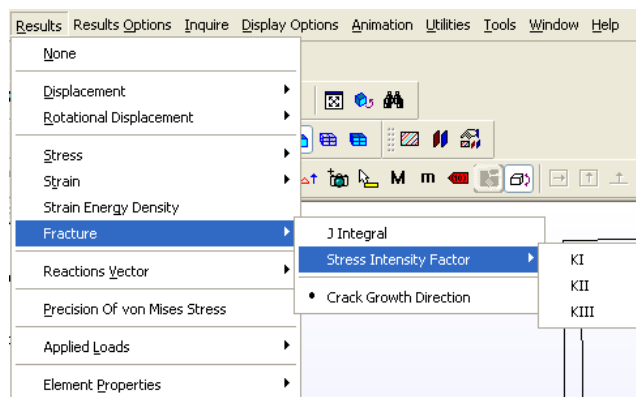 Results Results Options Inquire Display Options Animation Utilities Tools Window Help
None
Displacement
Rotational Displacement
Stress
Strain
Strain Energy Density
Fracture
Reactions Vector
Precision Of von Mises Stress
Applied Loads
Element Properties
J Integral
Stress Intensity Factor
Crack Growth Direction
KI
KII
KIII
M m